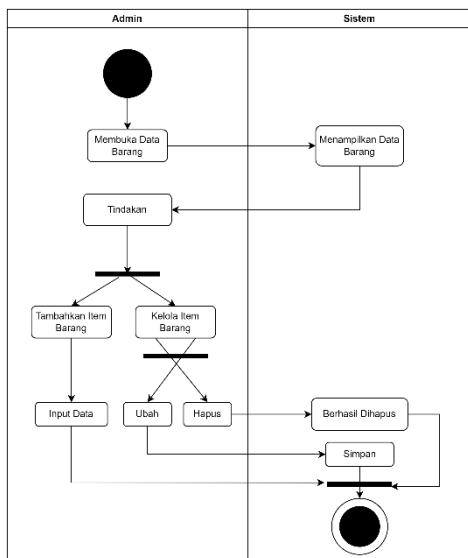 Admin
Sistem
Membuka Data
Barang
Menampilkan Data
Barang
Tindakan
Tambahkan Item
Barang
Kelola Item
Barang
Input Data
Ubah
Hapus
Berhasil Dihapus
Simpan